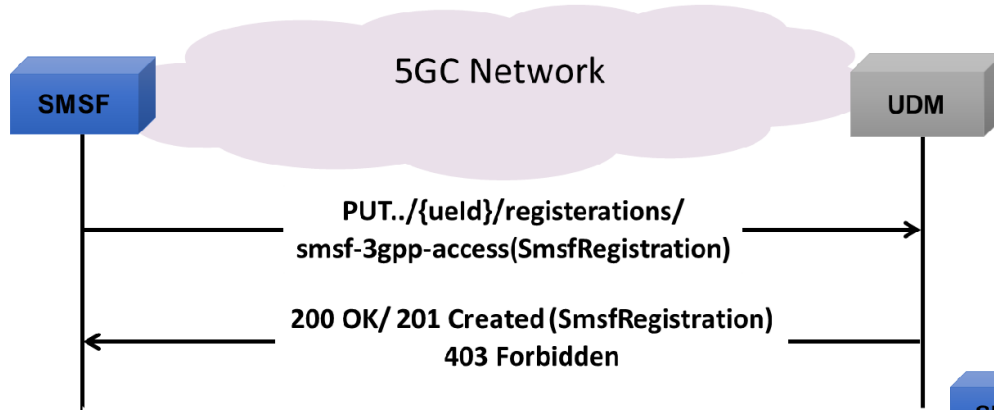 5GC Network
SMSF
UDM
PUT../{ueId}/registerations/
smsf-3gpp-access(SmsfRegistration)
200 OK/ 201 Created (SmsfRegistration)
403 Forbidden